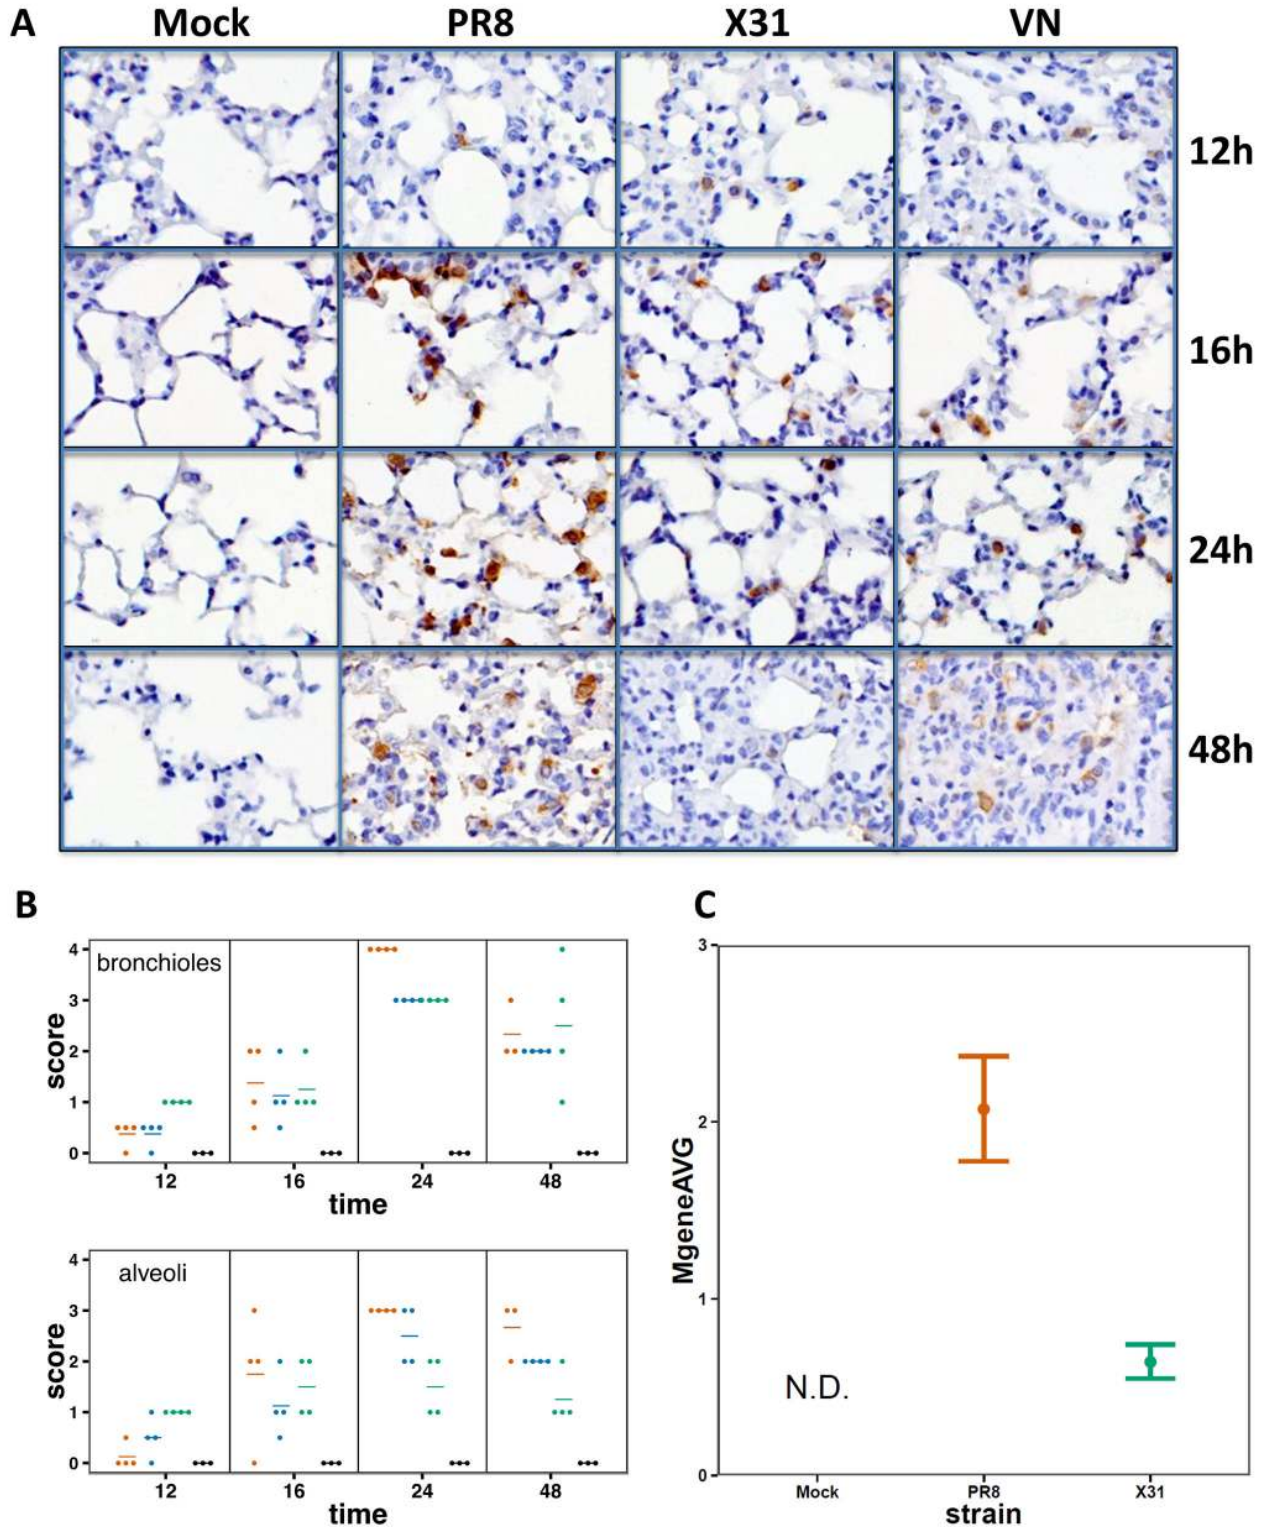 A Mock PR8 X31 VN
12h
16h
24h
48h
B
bronchioles
score
4
3
2
1
0
12 16 24 48
time
alveoli
score
4
3
2
1
0
12 16 24 48
time
C
MgeneAVG
3
2
1
0
N.D.
Mock PR8 X31
strain